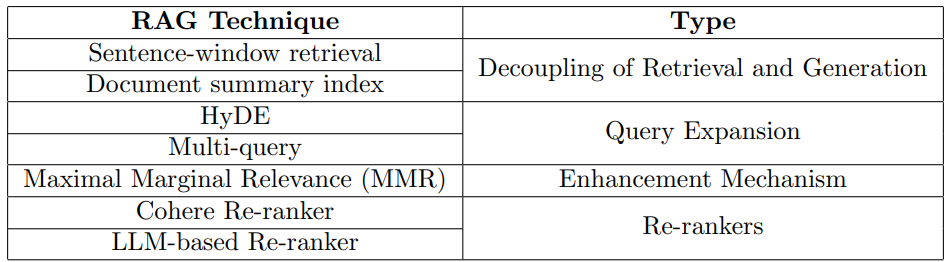 RAG Technique Type
Sentence-window retrieval
Decoupling of Retrieval and Generation
Document summary index
HyDE
Query Expansion
Multi-query
Maximal Marginal Relevance (MMR) Enhancement Mechanism
Cohere Re-ranker
Re-rankers
LLM-based Re-ranker